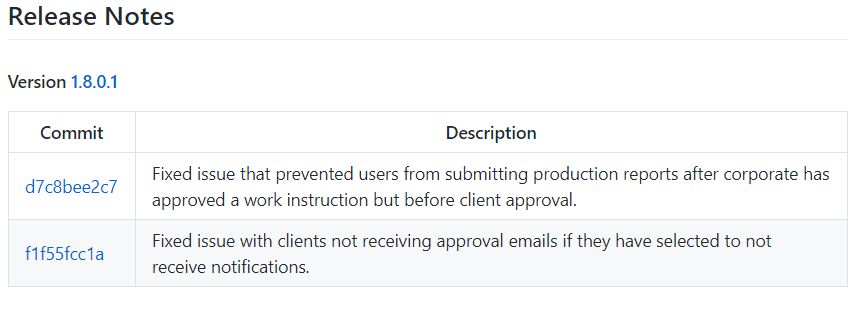 Release Notes
Version 1.8.0.1
Commit Description
d7c8bee2c7 Fixed issue that prevented users from submitting production reports after corporate has
approved a work instruction but before client approval.
f1f55fcc1a Fixed issue with clients not receiving approval emails if they have selected to not
receive notifications.